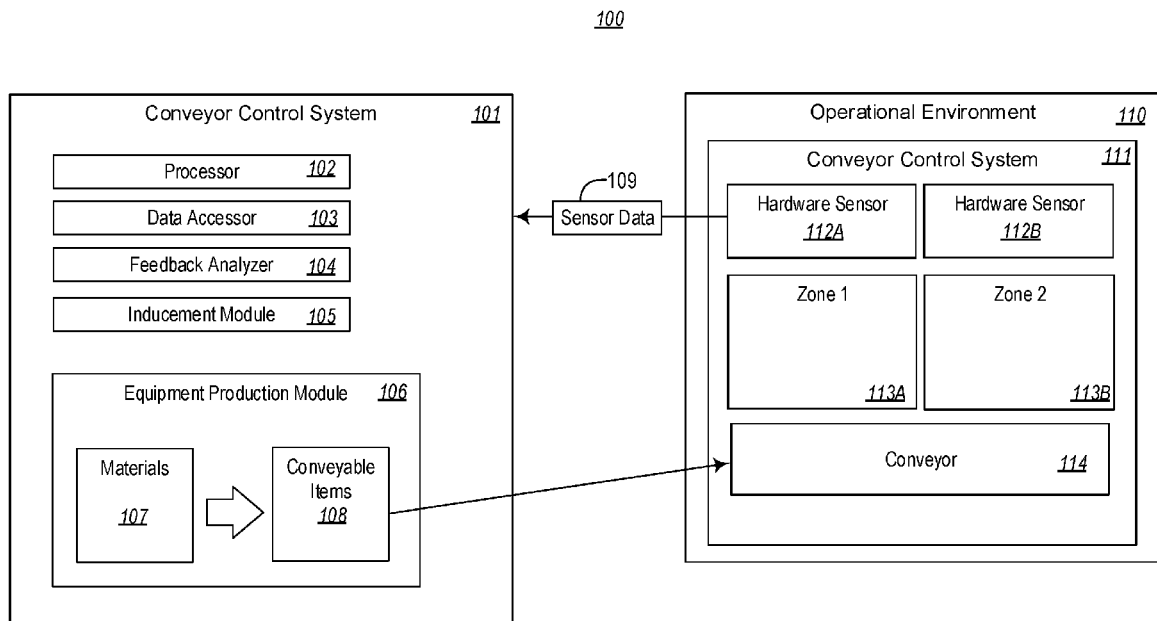 100
Conveyor Control System 101
Processor 102
Data Accessor 103
Feedback Analyzer 104
Inducement Module 105
Equipment Production Module 106
Materials
107
Conveyable
Items
108
109
Sensor Data
Operational Environment 110
Conveyor Control System 111
Hardware Sensor
112A
Hardware Sensor
112B
Zone 1
113A
Zone 2
113B
Conveyor 114